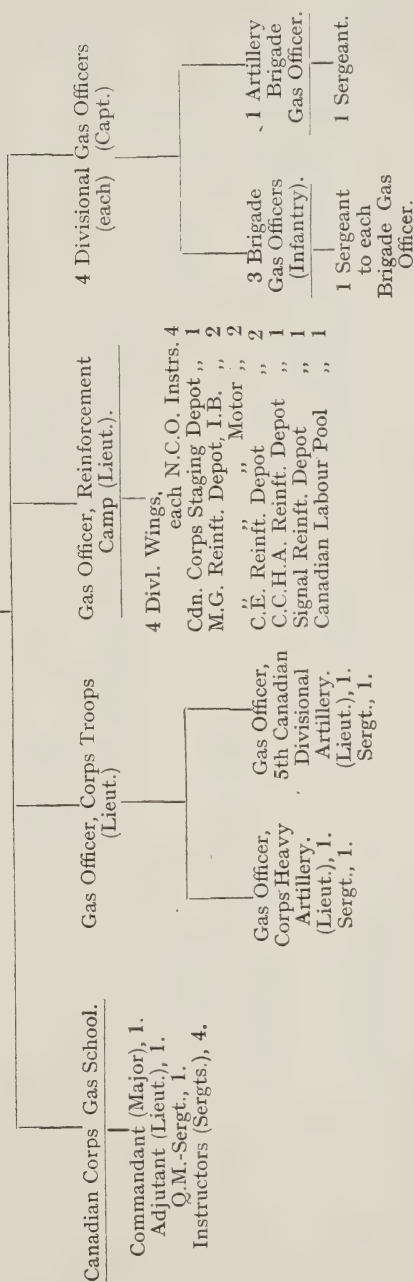 Canadian Corps Gas School.
Commandant (Major), 1.
Adjutant (Lieut.), 1.
Q.M.-Sergt., 1.
Instructors (Sergts.), 4.
Gas Officer, Corps Troops
(Lieut.)
Gas Officer,
Corps Heavy
Artillery.
(Lieut.), 1.
Sergt., 1.
Gas Officer,
5th Canadian
Divisional
Artillery.
(Lieut.), 1.
Sergt., 1.
Gas Officer, Reinforcement
Camp (Lieut.).
4 Divl. Wings,
each N.C.O. Instrs. 4
Cdn. Corps Staging Depot ,, 1
M.G. Reinft. Depot, I.B. ,, 2
,, ,, Motor ,, 2
C.E. Reinft. Depot ,, 2
C.C.H.A. Reinft. Depot ,, 1
Signal Reinft. Depot ,, 1
Canadian Labour Pool ,, 1
4 Divisional Gas Officers
(each) (Capt.)
3 Brigade
Gas Officers
(Infantry).
1 Sergeant
to each
Brigade Gas
Officer.
1 Artillery
Brigade
Gas Officer.
1 Sergeant.